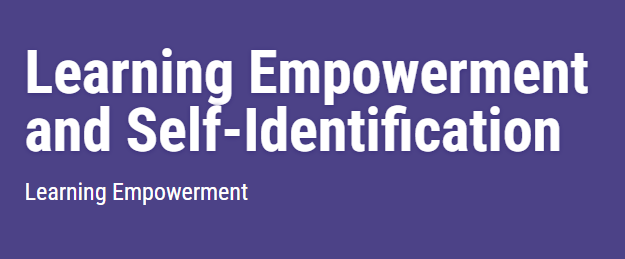 Learning Empowerment
and Self-Identification
Learning Empowerment